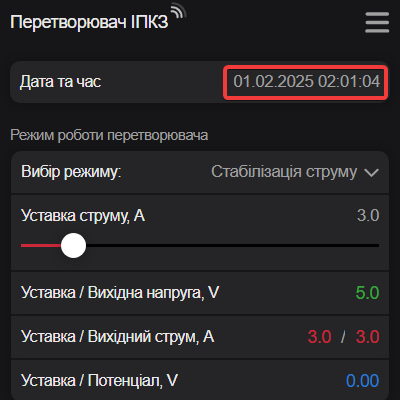 Перетворювач ІПКЗ
Дата та час 01.02.2025 02:01:04
Режим роботи перетворювача
Вибір режиму: Стабілізація струму
Уставка струму, А 3.0
Уставка / Вихідна напруга, V 5.0
Уставка / Вихідний струм, А 3.0 / 3.0
Уставка / Потенціал, V 0.00